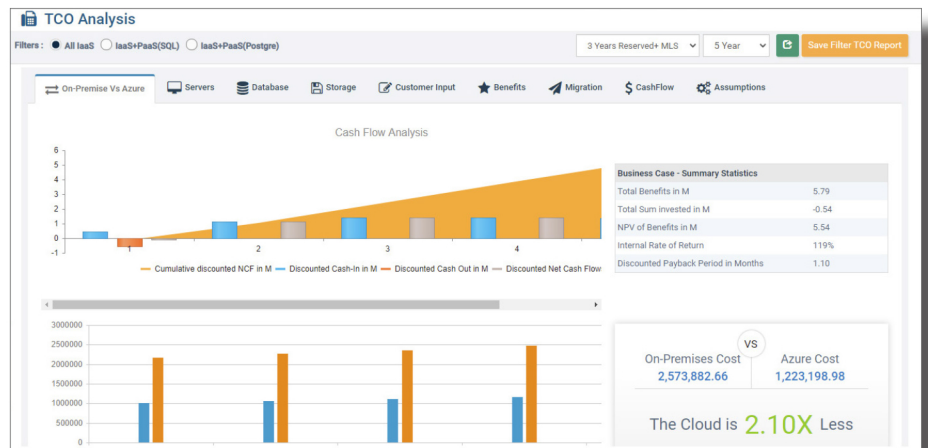 TCO Analysis
Filters : All IaaS IaaS+PaaS(SQL) IaaS+PaaS(Postgre) 3 Years Reserved+ MLS 5 Year Save Filter TCO Report
On-Premise Vs Azure Servers Database Storage Customer Input Benefits Migration CashFlow Assumptions
Cash Flow Analysis
6
5
4
3
2
1
0
-1
1 2 3 4
Cumulative discounted NCF in M Discounted Cash-In in M Discounted Cash Out in M Discounted Net Cash Flow
Business Case - Summary Statistics
Total Benefits in M 5.79
Total Sum invested in M -0.54
NPV of Benefits in M 5.54
Internal Rate of Return 119%
Discounted Payback Period in Months 1.10
3000000
2500000
2000000
1500000
1000000
500000
0
VS
On-Premises Cost Azure Cost
2,573,882.66 1,223,198.98
The Cloud is 2.10X Less